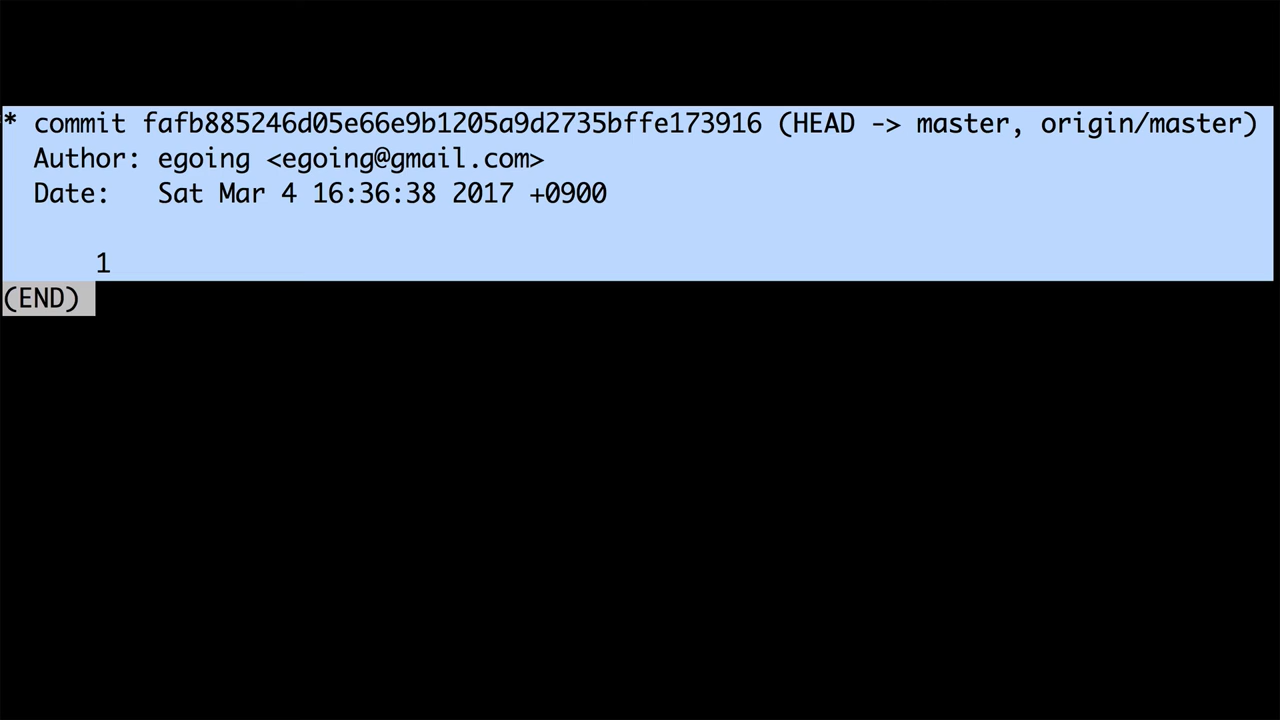 * commit fafb885246d05e66e9b1205a9d2735bffe173916 (HEAD -> master, origin/master)
Author: egoing <egoing@gmail.com>
Date:   Sat Mar 4 16:36:38 2017 +0900
1
(END)